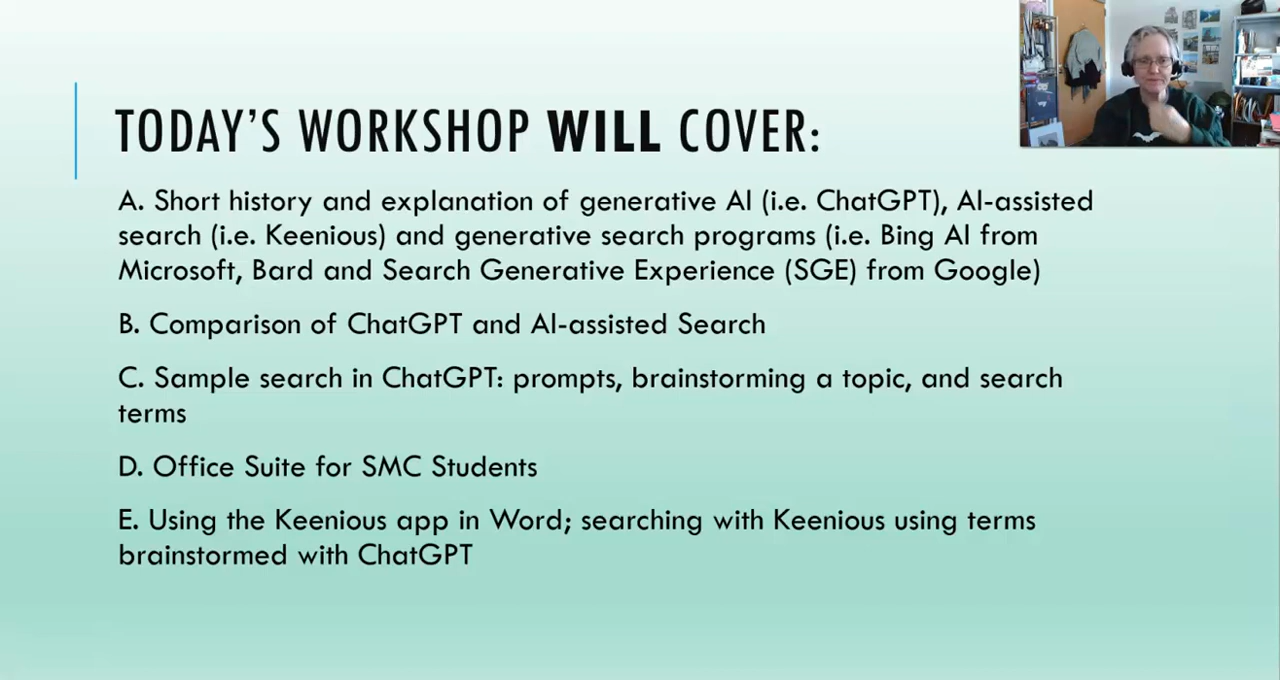 TODAY'S WORKSHOP WILL COVER:
A. Short history and explanation of generative AI (i.e. ChatGPT), AI-assisted
search (i.e. Keenious) and generative search programs (i.e. Bing AI from
Microsoft, Bard and Search Generative Experience (SGE) from Google)
B. Comparison of ChatGPT and AI-assisted Search
C. Sample search in ChatGPT: prompts, brainstorming a topic, and search
terms
D. Office Suite for SMC Students
E. Using the Keenious app in Word; searching with Keenious using terms
brainstormed with ChatGPT